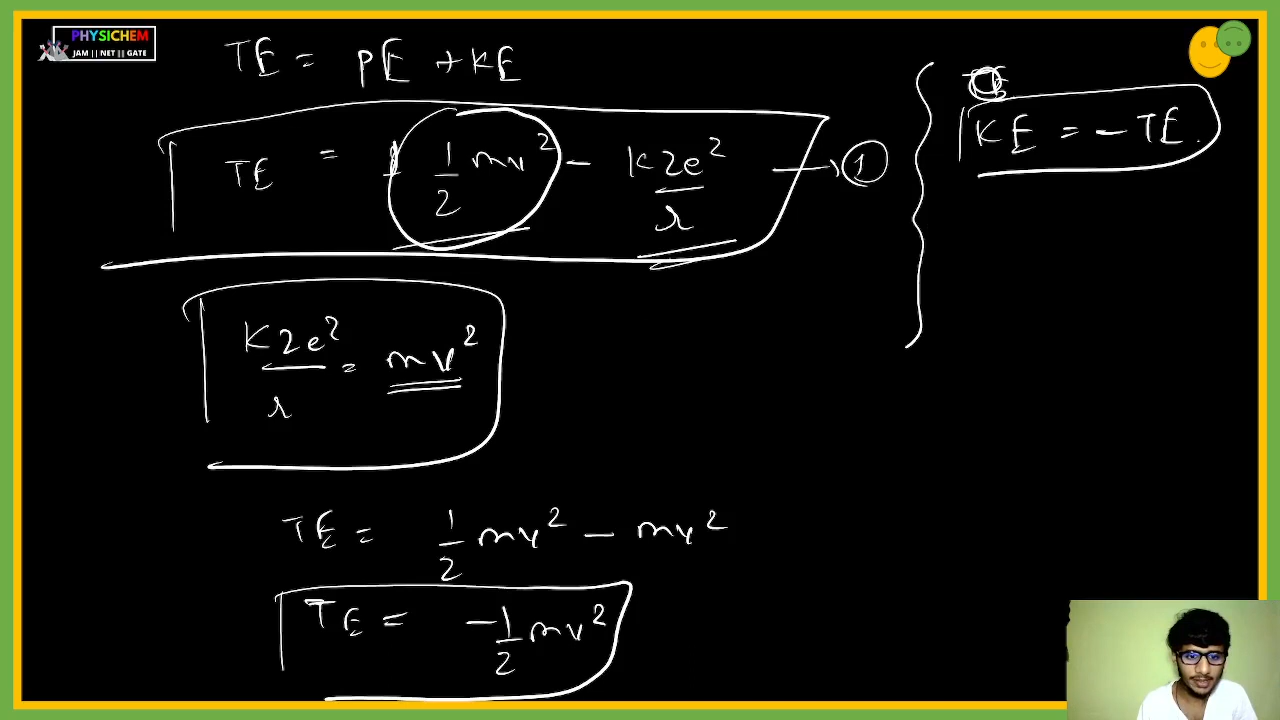 PHYSICHEM
JAM || NET || GATE
TE = PE + KE
TE = 1/2 mv² - KZe²/r → ①
KZe²/r = mv²
TE = 1/2 mv² - mv²
TE = -1/2 mv²
KE = - TE.